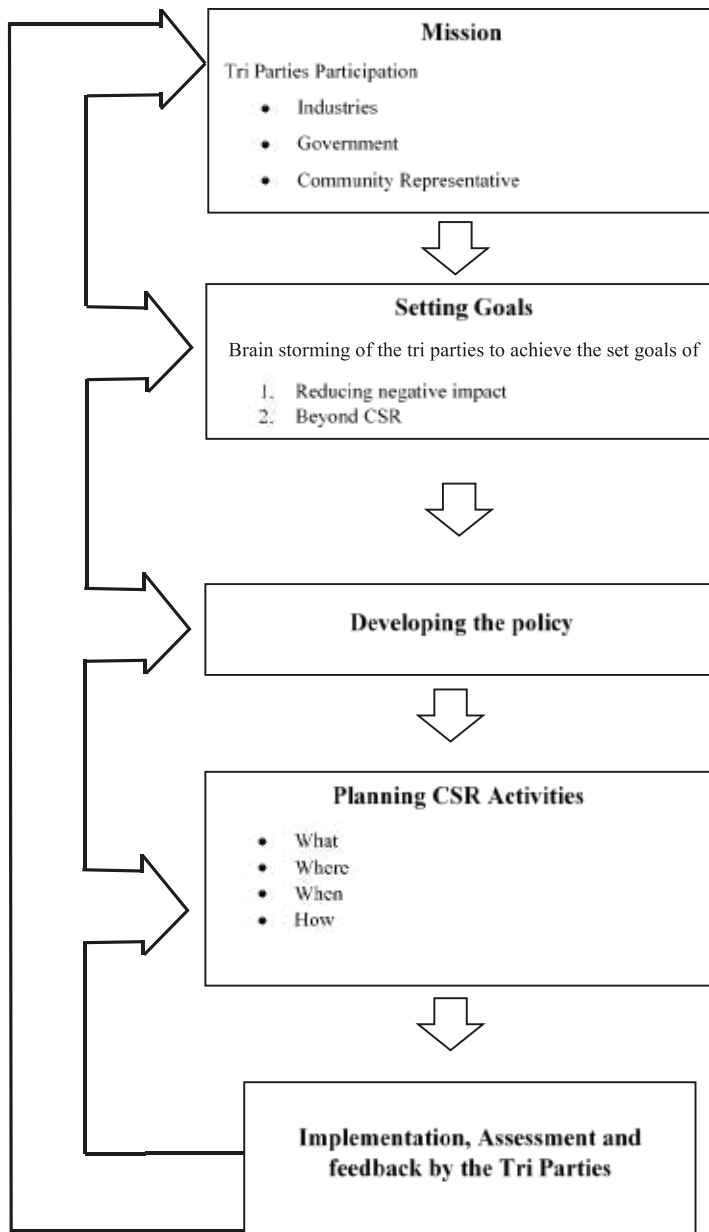 Mission
Tri Parties Participation
• Industries
• Government
• Community Representative
Setting Goals
Brain storming of the tri parties to achieve the set goals of
1. Reducing negative impact
2. Beyond CSR
Developing the policy
Planning CSR Activities
• What
• Where
• When
• How
Implementation, Assessment and
feedback by the Tri Parties